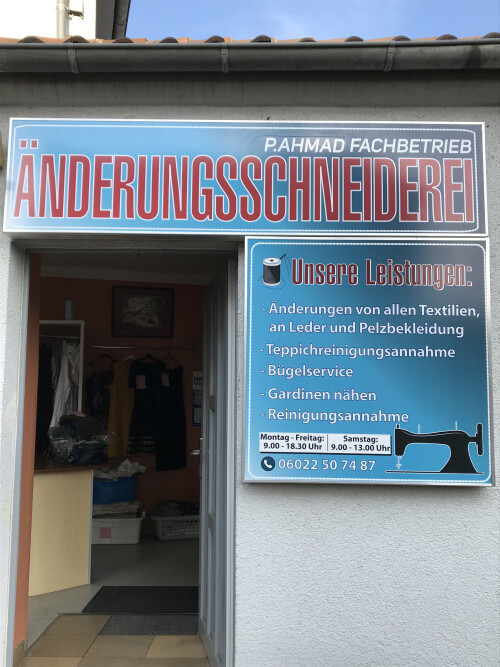 P.AHMAD FACHBETRIEB
ÄNDERUNGSSCHNEIDEREI
Unsere Leistungen:
- Änderungen von allen Textilien,
an Leder und Pelzbekleidung
- Teppichreinigungsannahme
- Bügelservice
- Gardinen nähen
- Reinigungsannahme
Montag - Freitag:
9.00 - 18.30 Uhr
Samstag:
9.00 - 13.00 Uhr
06022 50 74 87